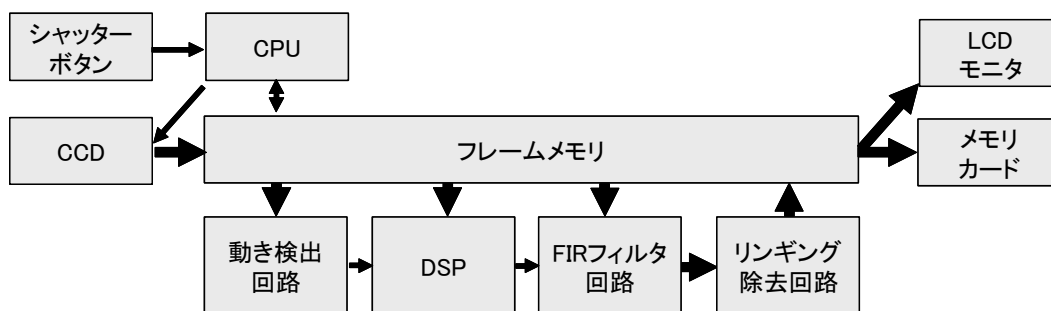 シャッター
ボタン
CPU
LCD
モニタ
CCD
フレームメモリ
メモリ
カード
動き検出
回路
DSP
FIRフィルタ
回路
リンギング
除去回路